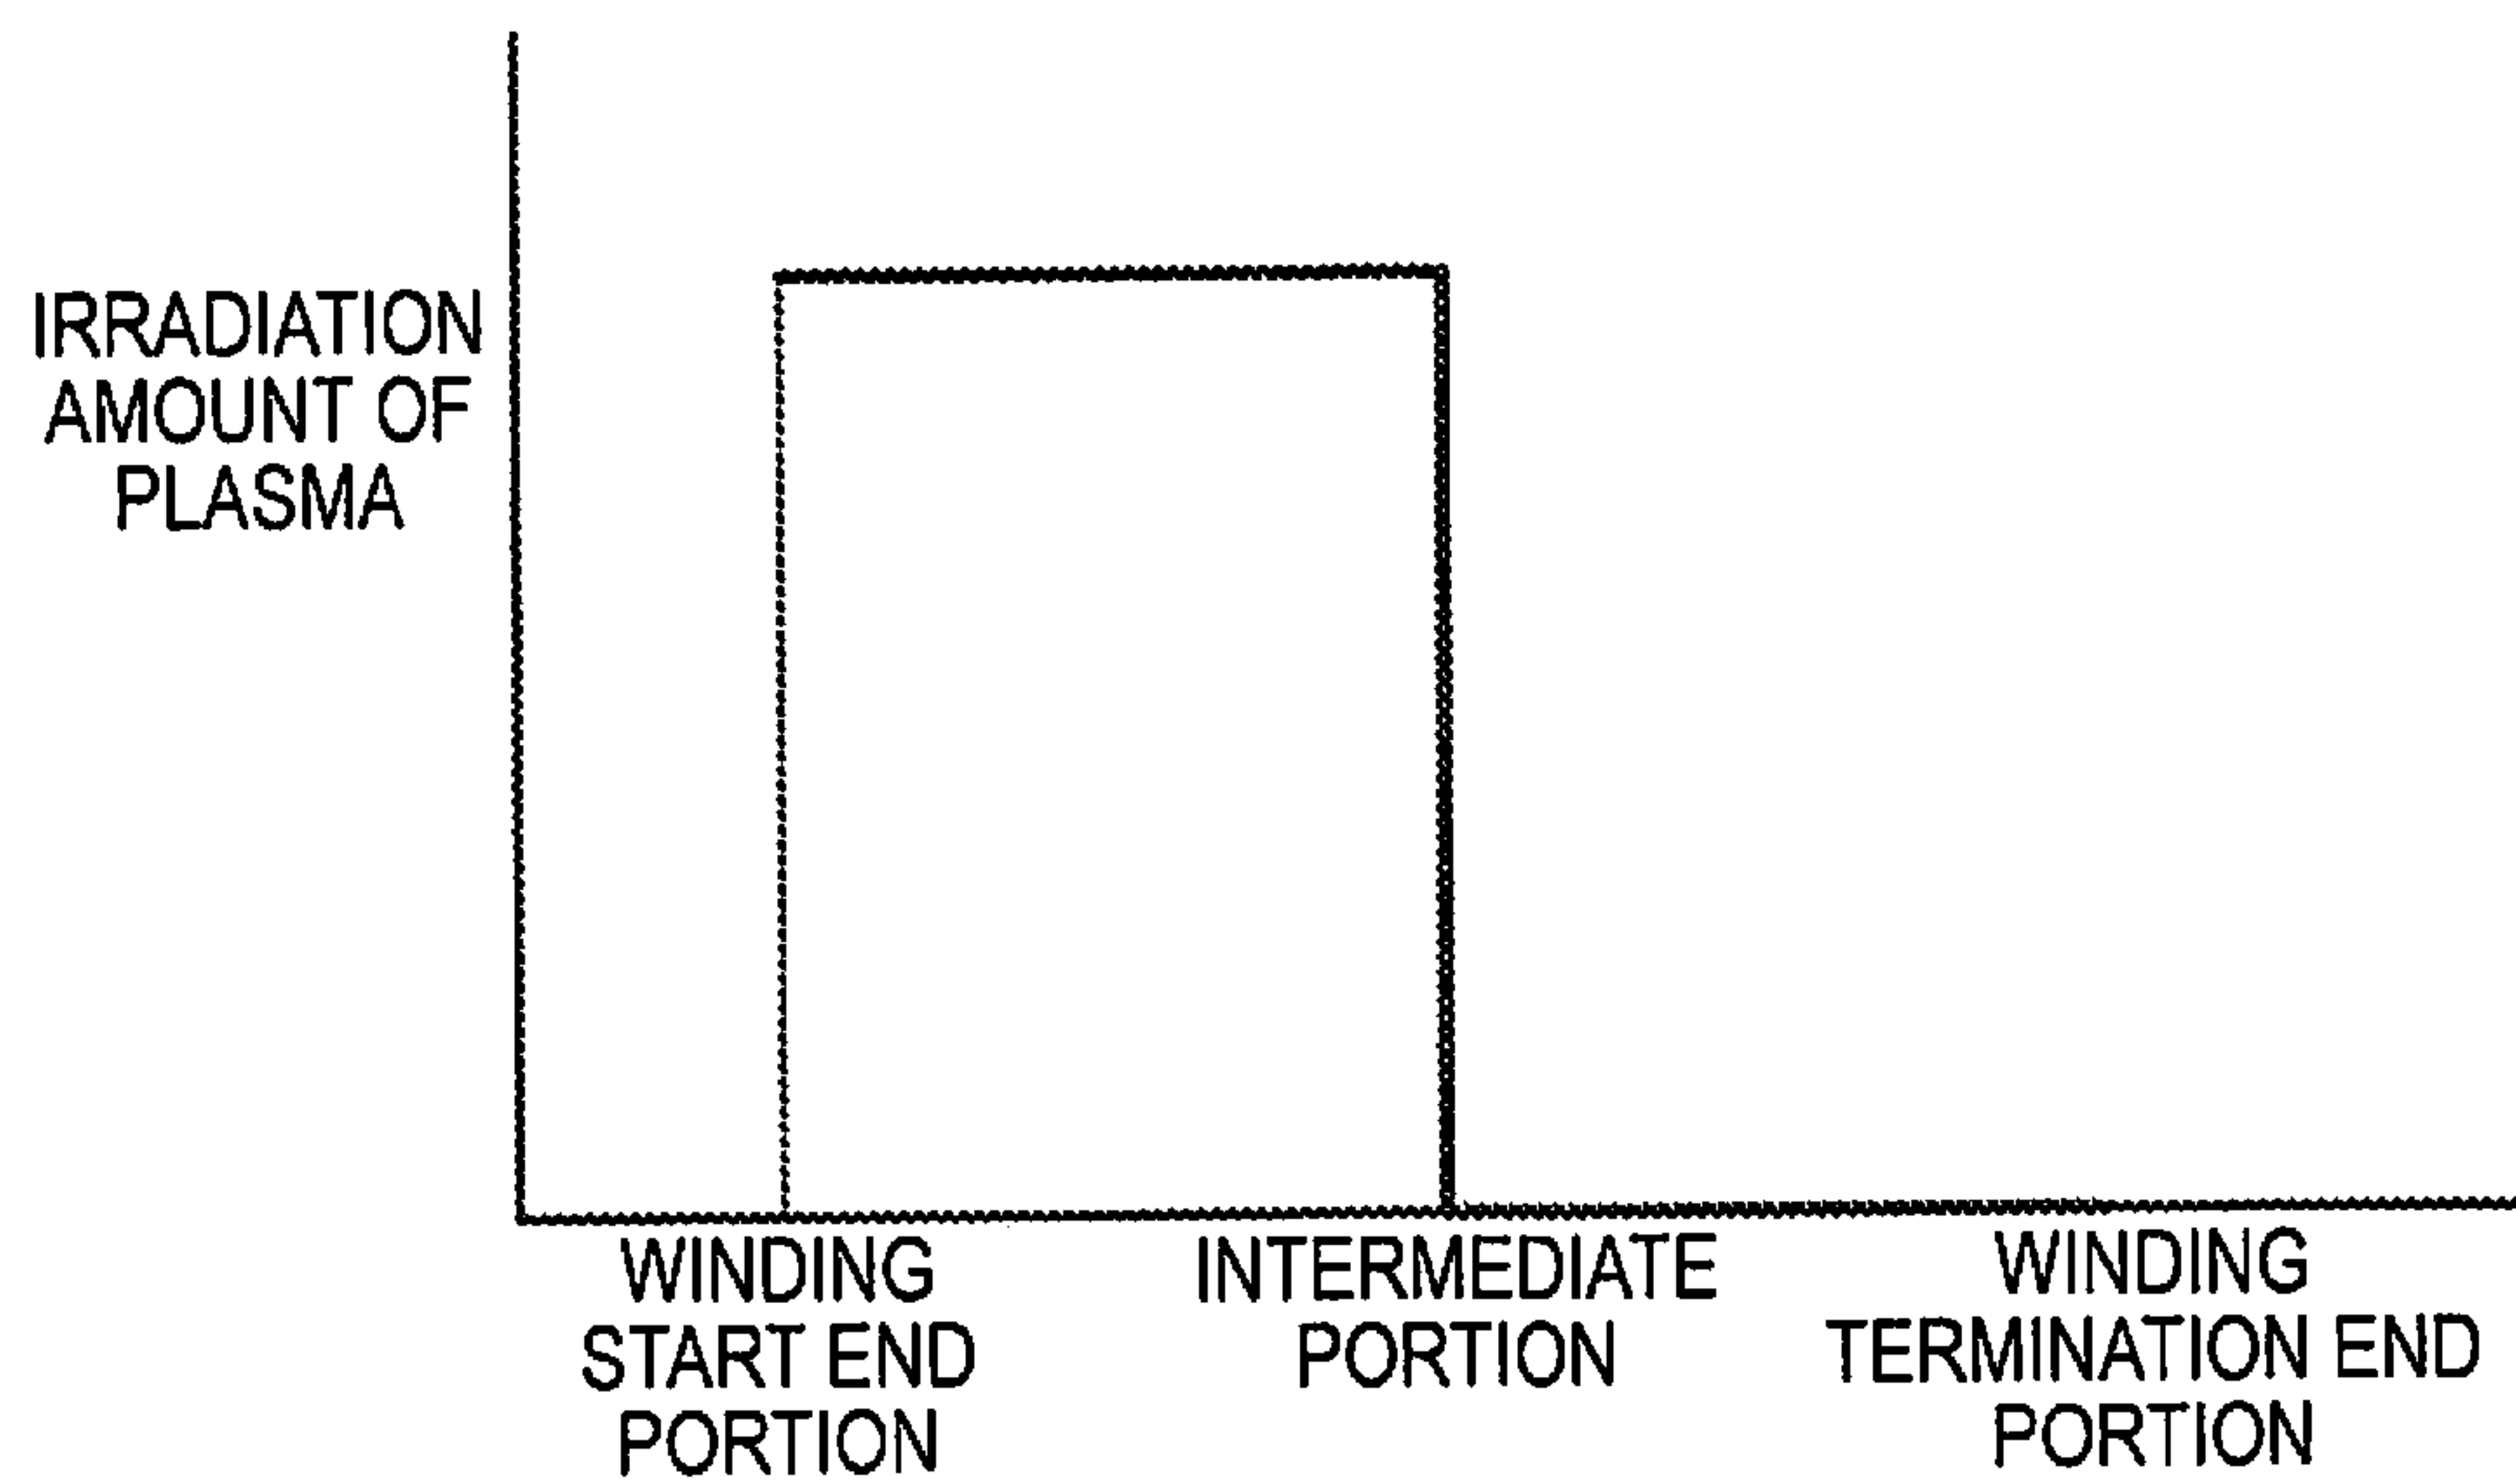 IRRADIATION
AMOUNT OF
PLASMA
WINDING
START END
PORTION
INTERMEDIATE
PORTION
WINDING
TERMINATION END
PORTION